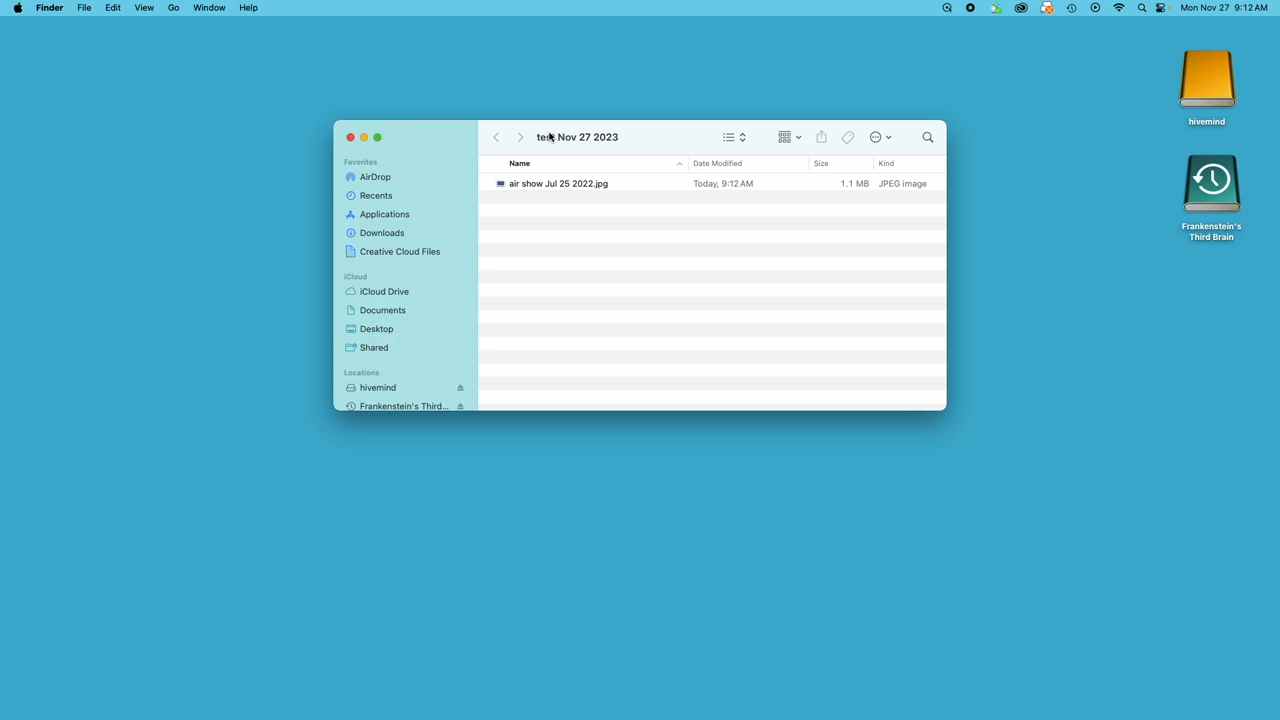 Finder File Edit View Go Window Help Mon Nov 27 9:12 AM
hivemind
Frankenstein's
Third Brain
Nov 27 2023
Favorites
AirDrop
Recents
Applications
Downloads
Creative Cloud Files
iCloud
iCloud Drive
Documents
Desktop
Shared
Locations
hivemind
Frankenstein's Third...
Name Date Modified Size Kind
air show Jul 25 2022.jpg Today, 9:12 AM 1.1 MB JPEG image